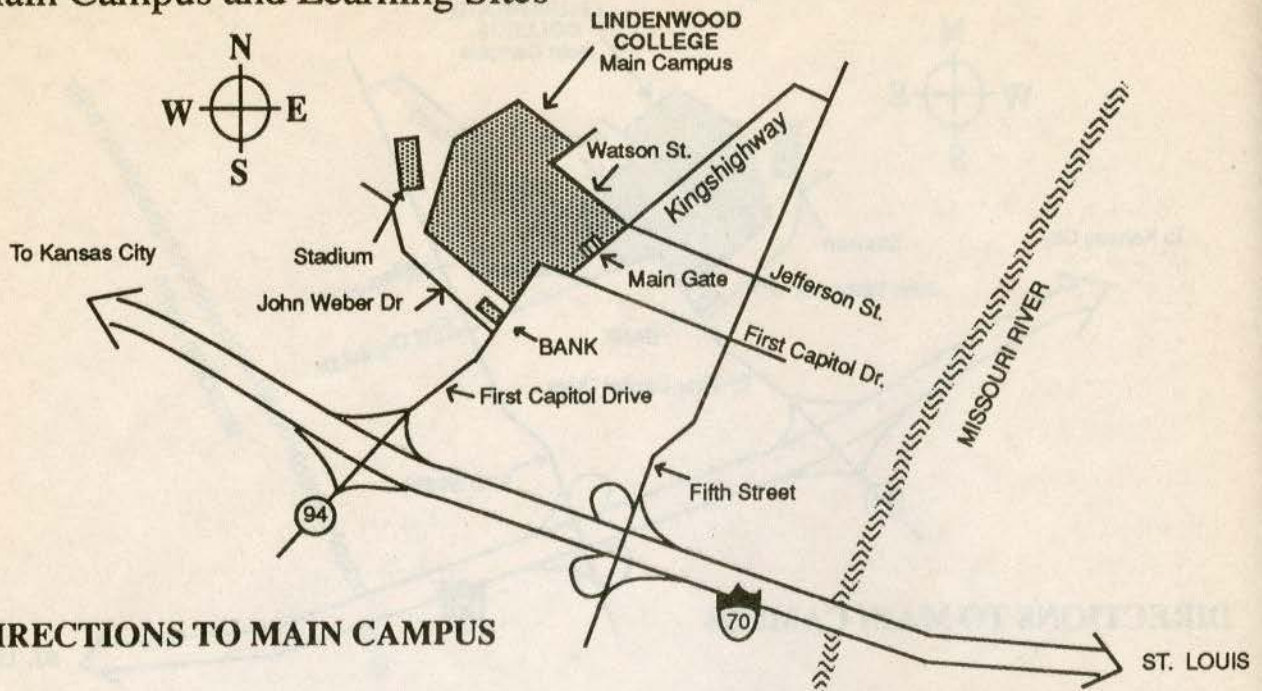 Main Campus and Learning Sites
LINDENWOOD
COLLEGE
Main Campus
N
W E
S
Watson St.
Kingshighway
To Kansas City
Stadium
Main Gate
Jefferson St.
John Weber Dr
BANK
First Capitol Dr.
MISSOURI RIVER
First Capitol Drive
Fifth Street
94
70
DIRECTIONS TO MAIN CAMPUS
ST. LOUIS